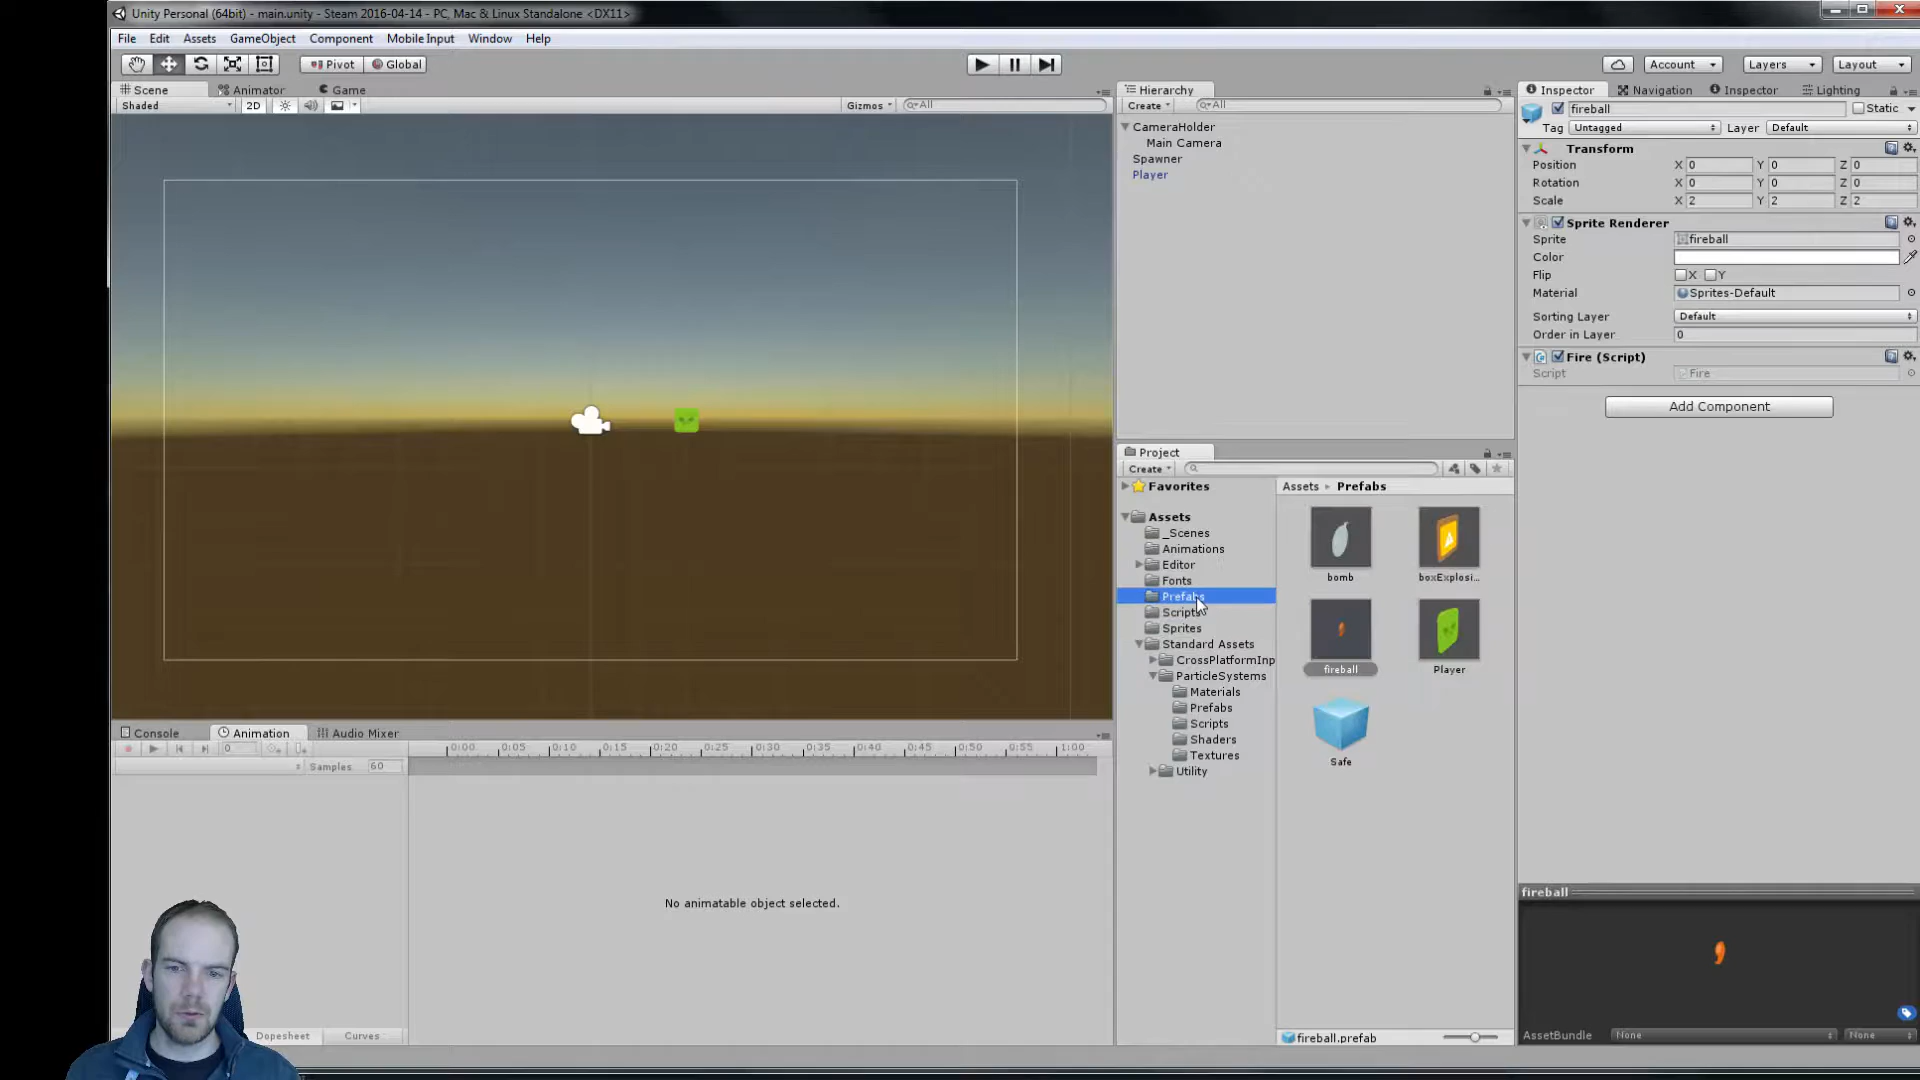 Unity Personal (64bit) - main.unity - Steam 2016-04-14 - PC, Mac & Linux Standalone <DX11>
File Edit Assets GameObject Component Mobile Input Window Help
Pivot Global Account Layers Layout
Scene Animator Game
Shaded 2D Gizmos All
Hierarchy
Create All
CameraHolder
Main Camera
Spawner
Player
Inspector Navigation Inspector Lighting
fireball Static
Tag Untagged Layer Default
Transform
Position X 0 Y 0 Z 0
Rotation X 0 Y 0 Z 0
Scale X 2 Y 2 Z 2
Sprite Renderer
Sprite fireball
Color
Flip X Y
Material Sprites-Default
Sorting Layer Default
Order in Layer 0
Fire (Script)
Script Fire
Add Component
Project
Create
Favorites
Assets
_Scenes
Animations
Editor
Fonts
Prefabs
Scripts
Sprites
Standard Assets
CrossPlatformInp
ParticleSystems
Materials
Prefabs
Scripts
Shaders
Textures
Utility
Assets Prefabs
bomb boxExplosi...
fireball Player
Safe
fireball.prefab
Console Animation Audio Mixer
0 0:00 0:05 0:10 0:15 0:20 0:25 0:30 0:35 0:40 0:45 0:50 0:55 1:00
Samples 60
No animatable object selected.
Dopesheet Curves
fireball
AssetBundle None None